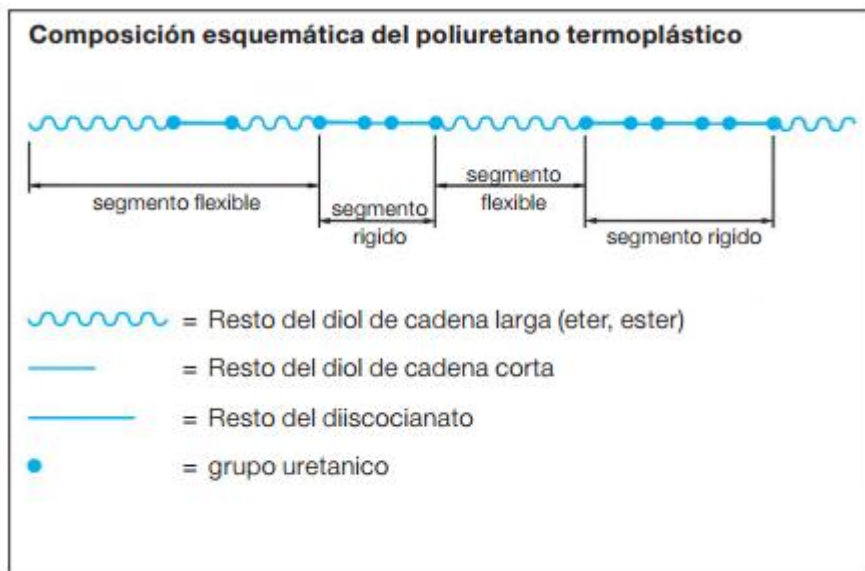 Composición esquemática del poliuretano termoplástico
segmento flexible
segmento
rigido
segmento
flexible
segmento rigido
= Resto del diol de cadena larga (eter, ester)
= Resto del diol de cadena corta
= Resto del diiscocianato
= grupo uretanico